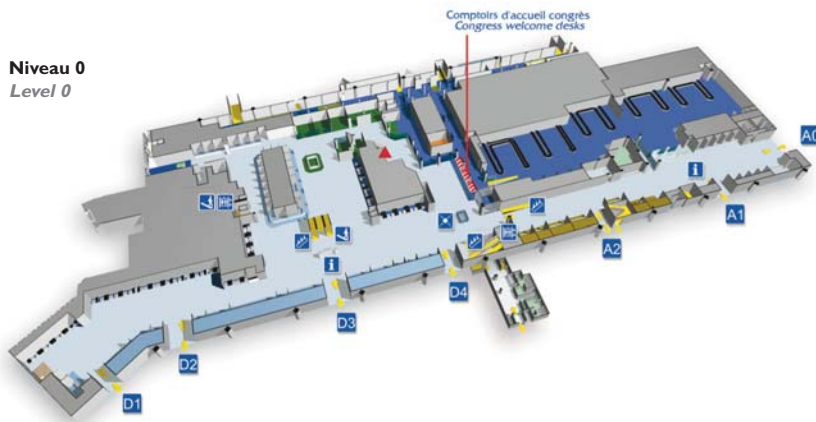 Comptoirs d'accueil congrès
Congress welcome desks
Niveau 0
Level 0
A0
i
A1
A2
i
D4
D3
D2
D1